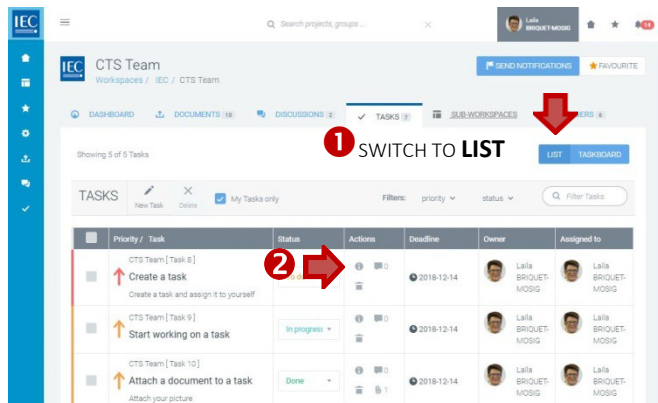 IEC
Search projects, groups ...
Laila
BRIQUET-MOSIG
14
IEC
CTS Team
Workspaces / IEC / CTS Team
SEND NOTIFICATIONS
FAVOURITE
DASHBOARD
DOCUMENTS 10
DISCUSSIONS 2
TASKS 7
SUB-WORKSPACES
ERS 6
1 SWITCH TO LIST
Showing 5 of 5 Tasks
LIST
TASKBOARD
TASKS
New Task
Delete
My Tasks only
Filters:
priority
status
Filter Tasks
Priority / Task
Status
Actions
Deadline
Owner
Assigned to
CTS Team [ Task 8 ]
Create a task
Create a task and assign it to yourself
2
0
2018-12-14
Laila
BRIQUET-
MOSIG
Laila
BRIQUET-
MOSIG
CTS Team [ Task 9 ]
Start working on a task
In progress
0
2018-12-14
Laila
BRIQUET-
MOSIG
Laila
BRIQUET-
MOSIG
CTS Team [ Task 10 ]
Attach a document to a task
Attach your picture
Done
0
1
2018-12-14
Laila
BRIQUET-
MOSIG
Laila
BRIQUET-
MOSIG